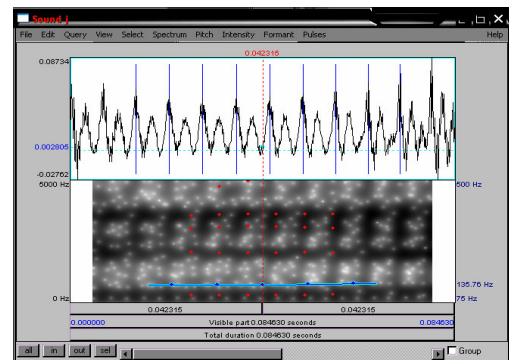 Sound j
File Edit Query View Select Spectrum Pitch Intensity Formant Pulses Help
0.042315
0.08734
0.002805
-0.02762
5000 Hz
500 Hz
135.76 Hz
0 Hz
75 Hz
0.042315 0.042315
0.000000 Visible part 0.084630 seconds 0.084630
Total duration 0.084630 seconds
all in out sel Group